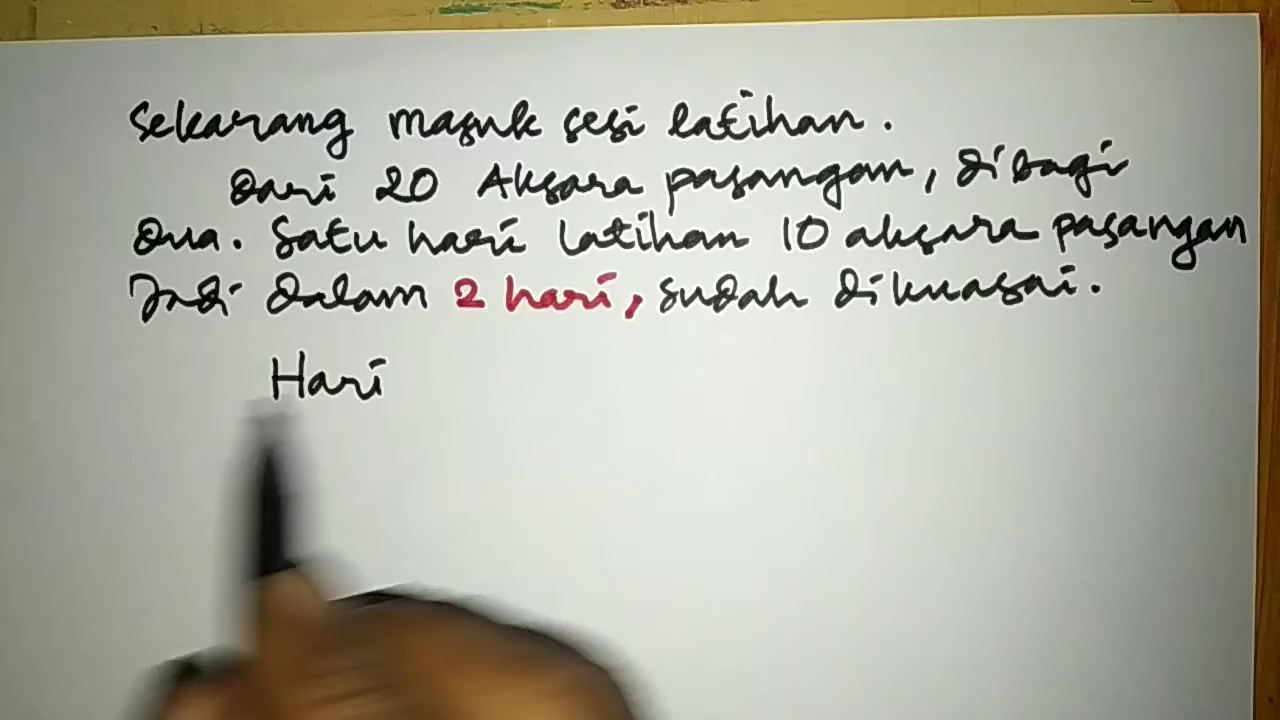 Sekarang masuk sesi latihan.
Dari 20 Aksara pasangan, dibagi
dua. Satu hari latihan 10 aksara pasangan
Jadi dalam 2 hari, sudah dikuasai.
Hari